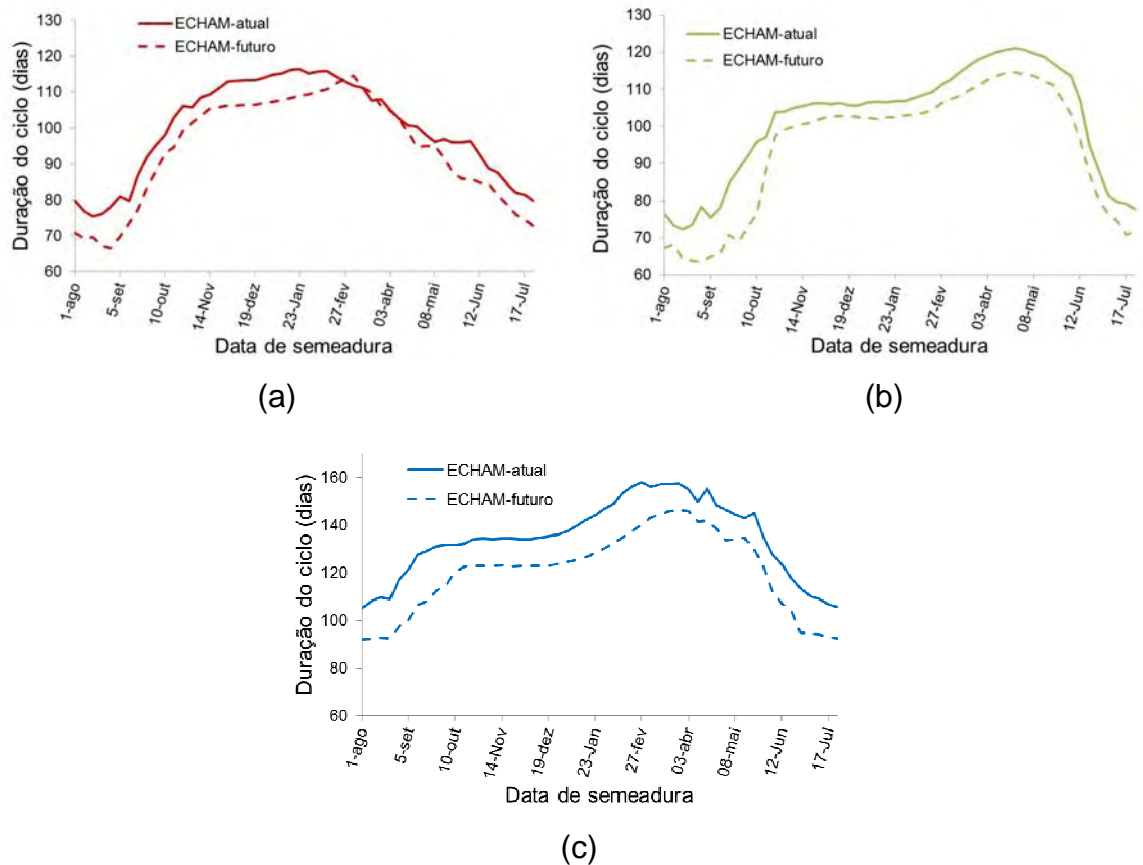 ECHAM-atual
ECHAM-futuro
Duração do ciclo (dias)
130
120
110
100
90
80
70
60
1-ago
5-set
10-out
14-Nov
19-dez
23-Jan
27-fev
03-abr
08-mai
12-Jun
17-Jul
Data de semeadura
(a)
ECHAM-atual
ECHAM-futuro
Duração do ciclo (dias)
130
120
110
100
90
80
70
60
1-ago
5-set
10-out
14-Nov
19-dez
23-Jan
27-fev
03-abr
08-mai
12-Jun
17-Jul
Data de semeadura
(b)
ECHAM-atual
ECHAM-futuro
Duração do ciclo (dias)
160
140
120
100
80
60
1-ago
5-set
10-out
14-Nov
19-dez
23-Jan
27-fev
03-abr
08-mai
12-Jun
17-Jul
Data de semeadura
(c)